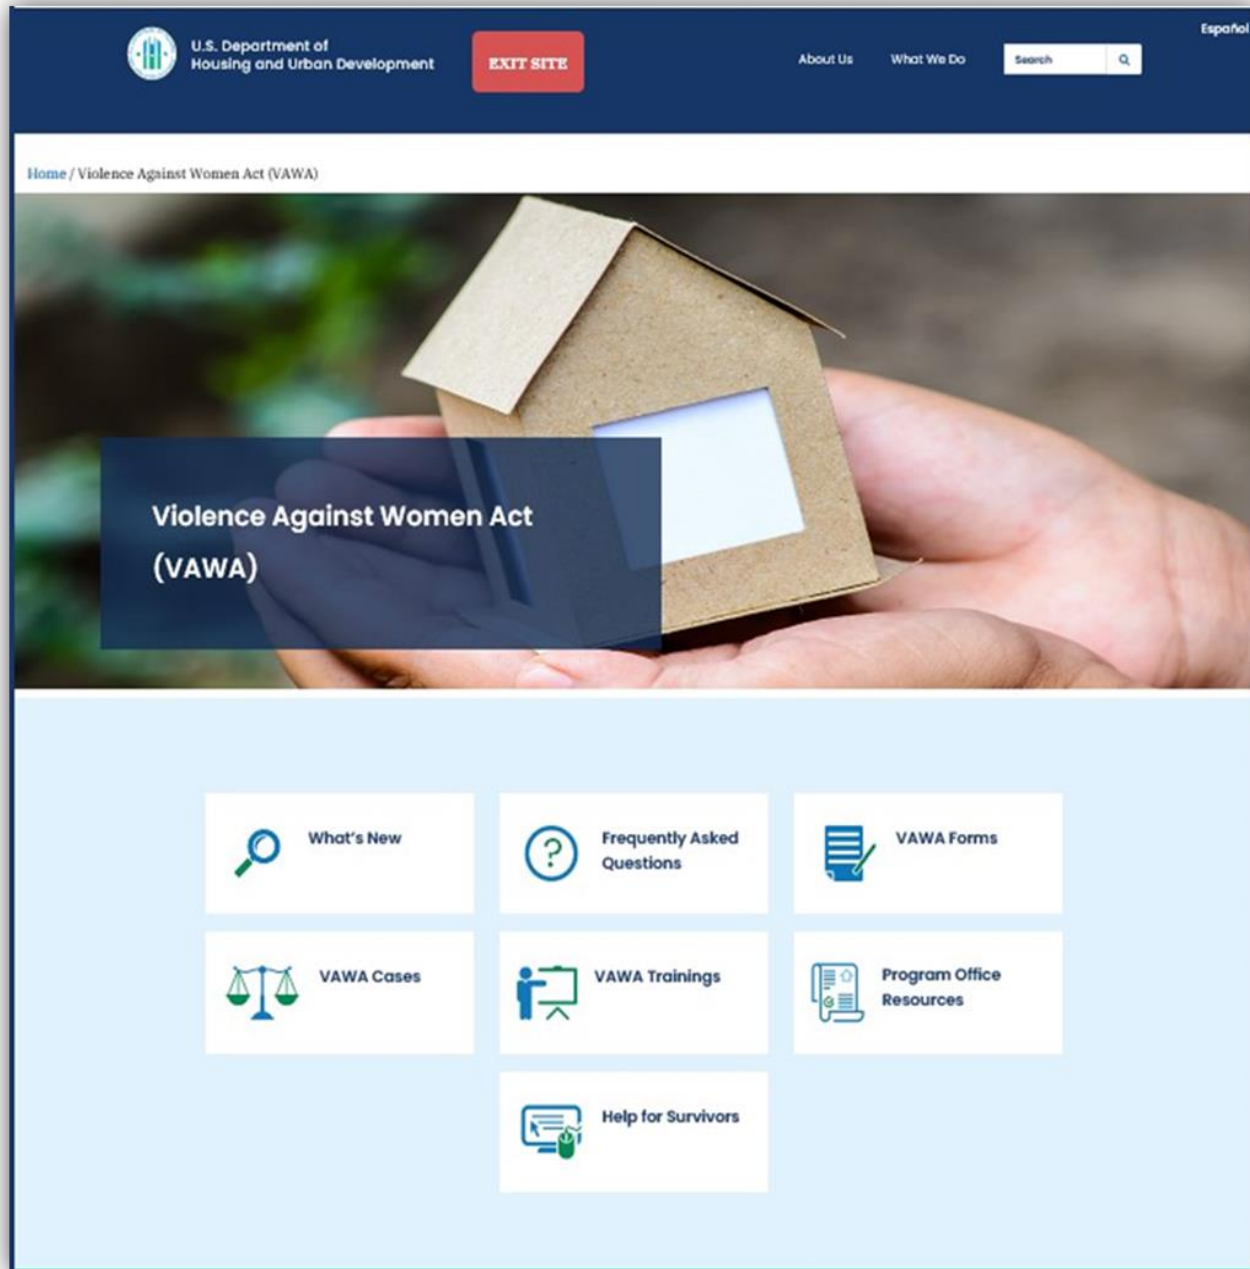 Español
U.S. Department of
Housing and Urban Development
EXIT SITE
About Us
What We Do
Search
Home / Violence Against Women Act (VAWA)
Violence Against Women Act
(VAWA)
What's New
Frequently Asked
Questions
VAWA Forms
VAWA Cases
VAWA Trainings
Program Office
Resources
Help for Survivors